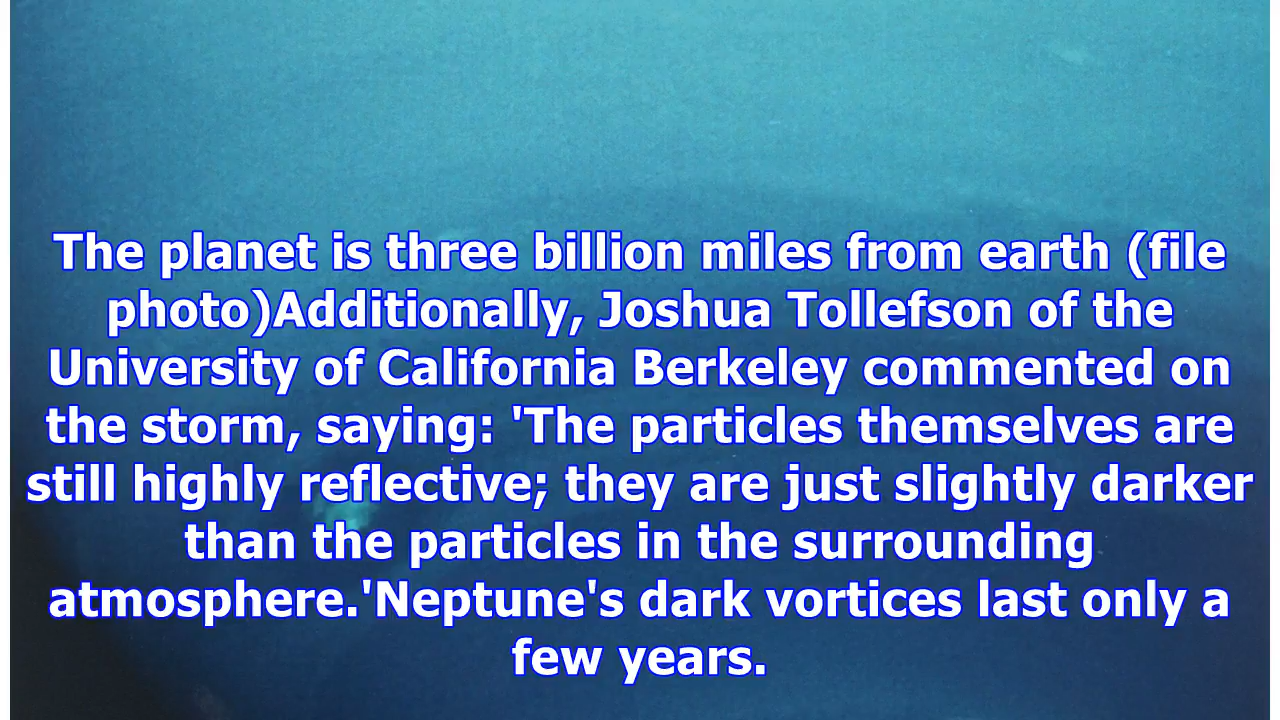 The planet is three billion miles from earth (file
photo)Additionally, Joshua Tollefson of the
University of California Berkeley commented on
the storm, saying: 'The particles themselves are
still highly reflective; they are just slightly darker
than the particles in the surrounding
atmosphere.'Neptune's dark vortices last only a
few years.